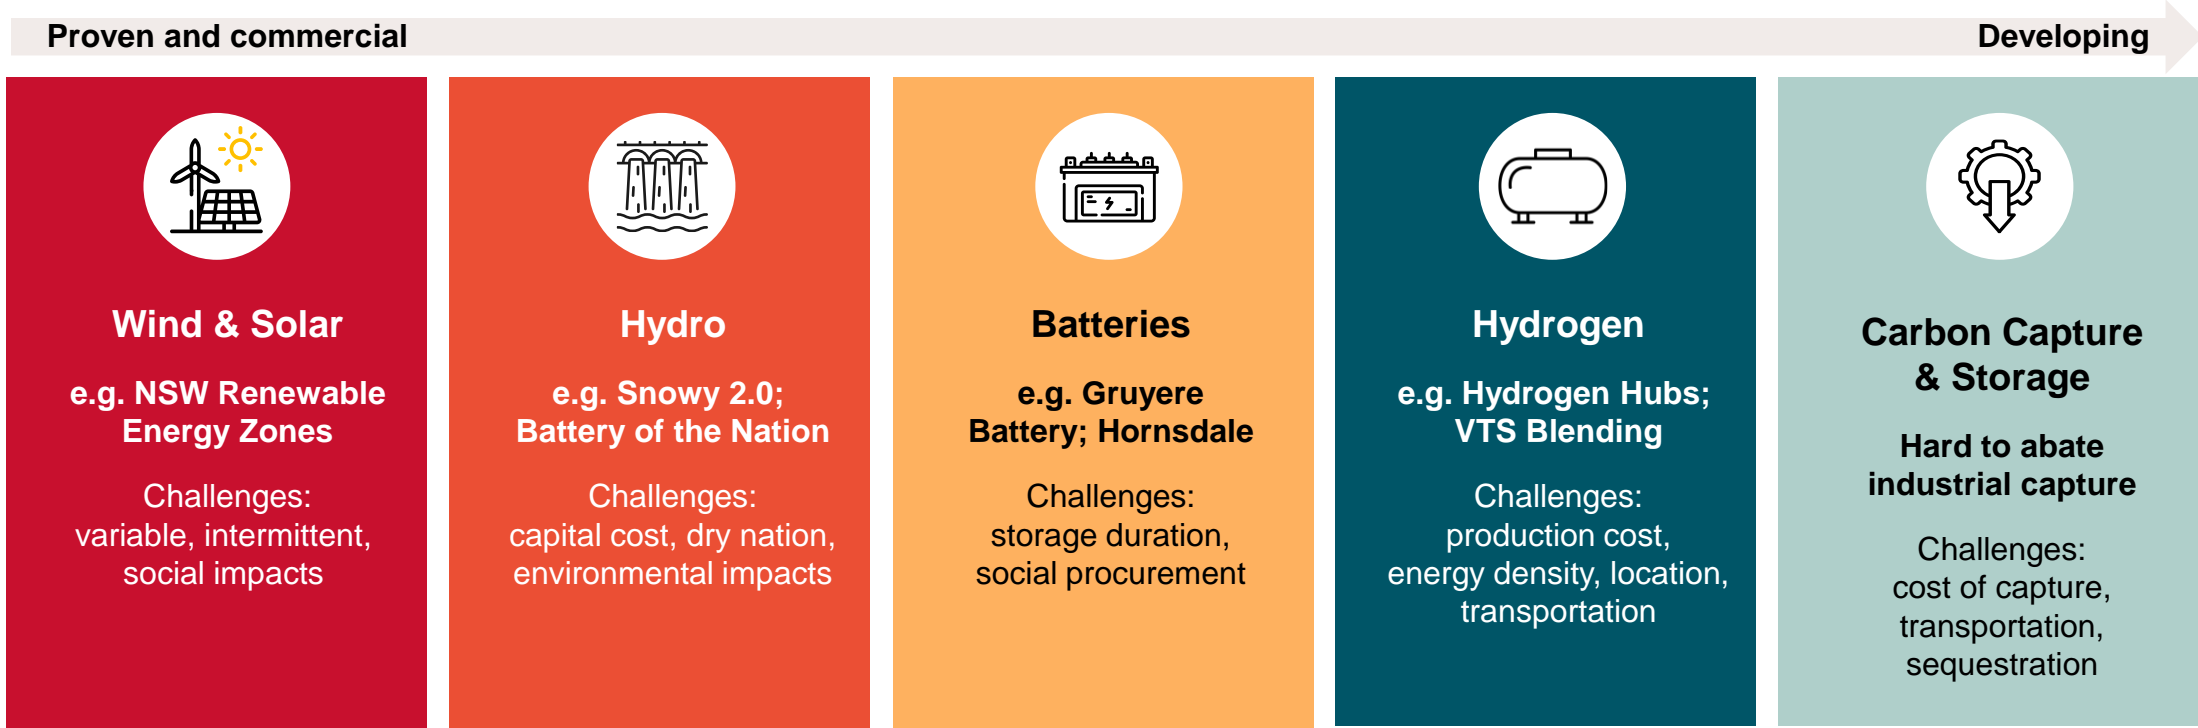 Proven and commercial
Developing
Wind & Solar
e.g. NSW Renewable
Energy Zones
Challenges:
variable, intermittent,
social impacts
Hydro
e.g. Snowy 2.0;
Battery of the Nation
Challenges:
capital cost, dry nation,
environmental impacts
Batteries
e.g. Gruyere
Battery; Hornsdale
Challenges:
storage duration,
social procurement
Hydrogen
e.g. Hydrogen Hubs;
VTS Blending
Challenges:
production cost,
energy density, location,
transportation
Carbon Capture
& Storage
Hard to abate
industrial capture
Challenges:
cost of capture,
transportation,
sequestration